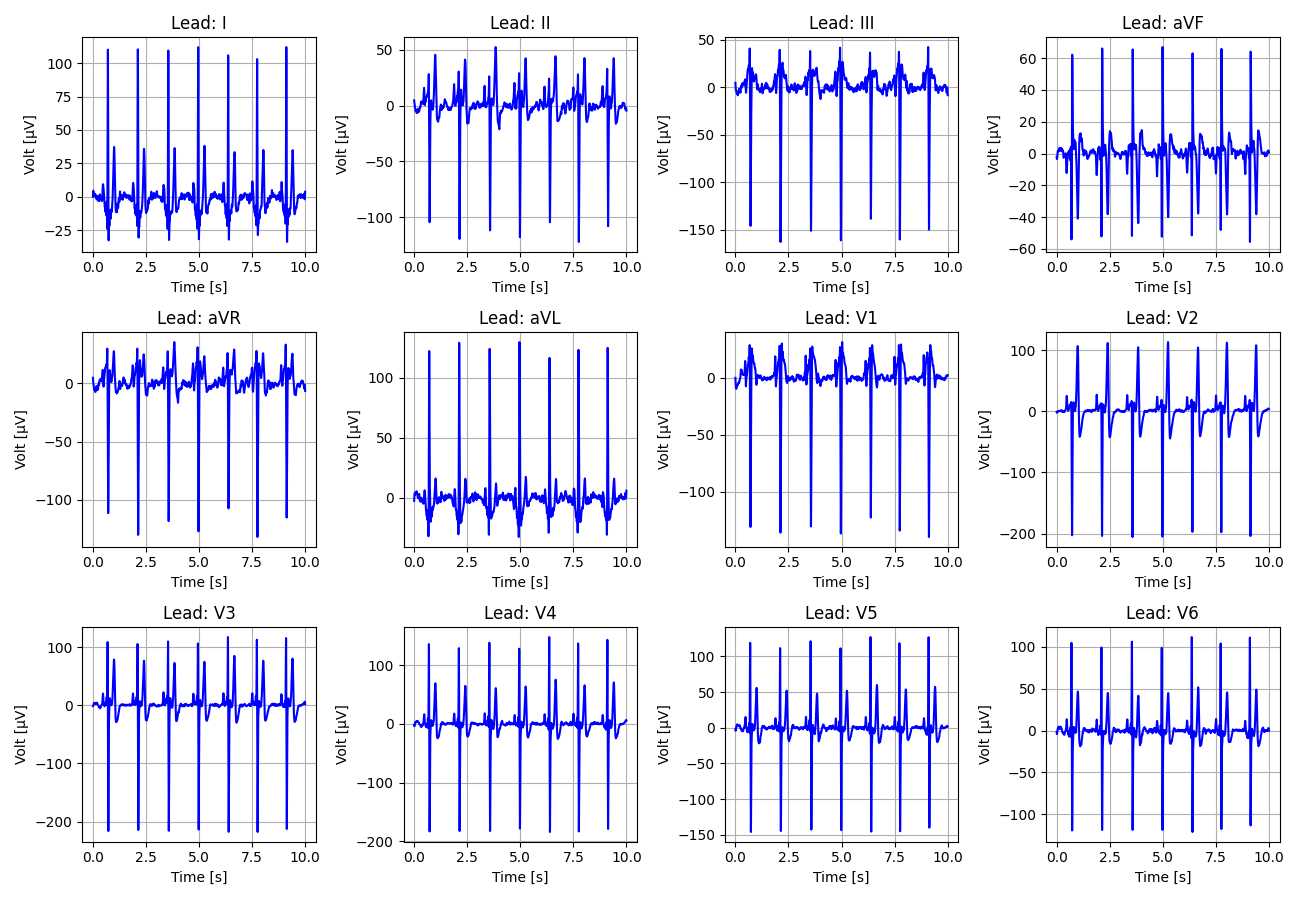 Lead: I
Volt [µV]
100
75
50
25
0
−25
0.0 2.5 5.0 7.5 10.0
Time [s]
Lead: II
Volt [µV]
50
0
−50
−100
0.0 2.5 5.0 7.5 10.0
Time [s]
Lead: III
Volt [µV]
50
0
−50
−100
−150
0.0 2.5 5.0 7.5 10.0
Time [s]
Lead: aVF
Volt [µV]
60
40
20
0
−20
−40
−60
0.0 2.5 5.0 7.5 10.0
Time [s]
Lead: aVR
Volt [µV]
0
−50
−100
0.0 2.5 5.0 7.5 10.0
Time [s]
Lead: aVL
Volt [µV]
100
50
0
0.0 2.5 5.0 7.5 10.0
Time [s]
Lead: V1
Volt [µV]
0
−50
−100
0.0 2.5 5.0 7.5 10.0
Time [s]
Lead: V2
Volt [µV]
100
0
−100
−200
0.0 2.5 5.0 7.5 10.0
Time [s]
Lead: V3
Volt [µV]
100
0
−100
−200
0.0 2.5 5.0 7.5 10.0
Time [s]
Lead: V4
Volt [µV]
100
0
−100
−200
0.0 2.5 5.0 7.5 10.0
Time [s]
Lead: V5
Volt [µV]
100
50
0
−50
−100
−150
0.0 2.5 5.0 7.5 10.0
Time [s]
Lead: V6
Volt [µV]
100
50
0
−50
−100
0.0 2.5 5.0 7.5 10.0
Time [s]